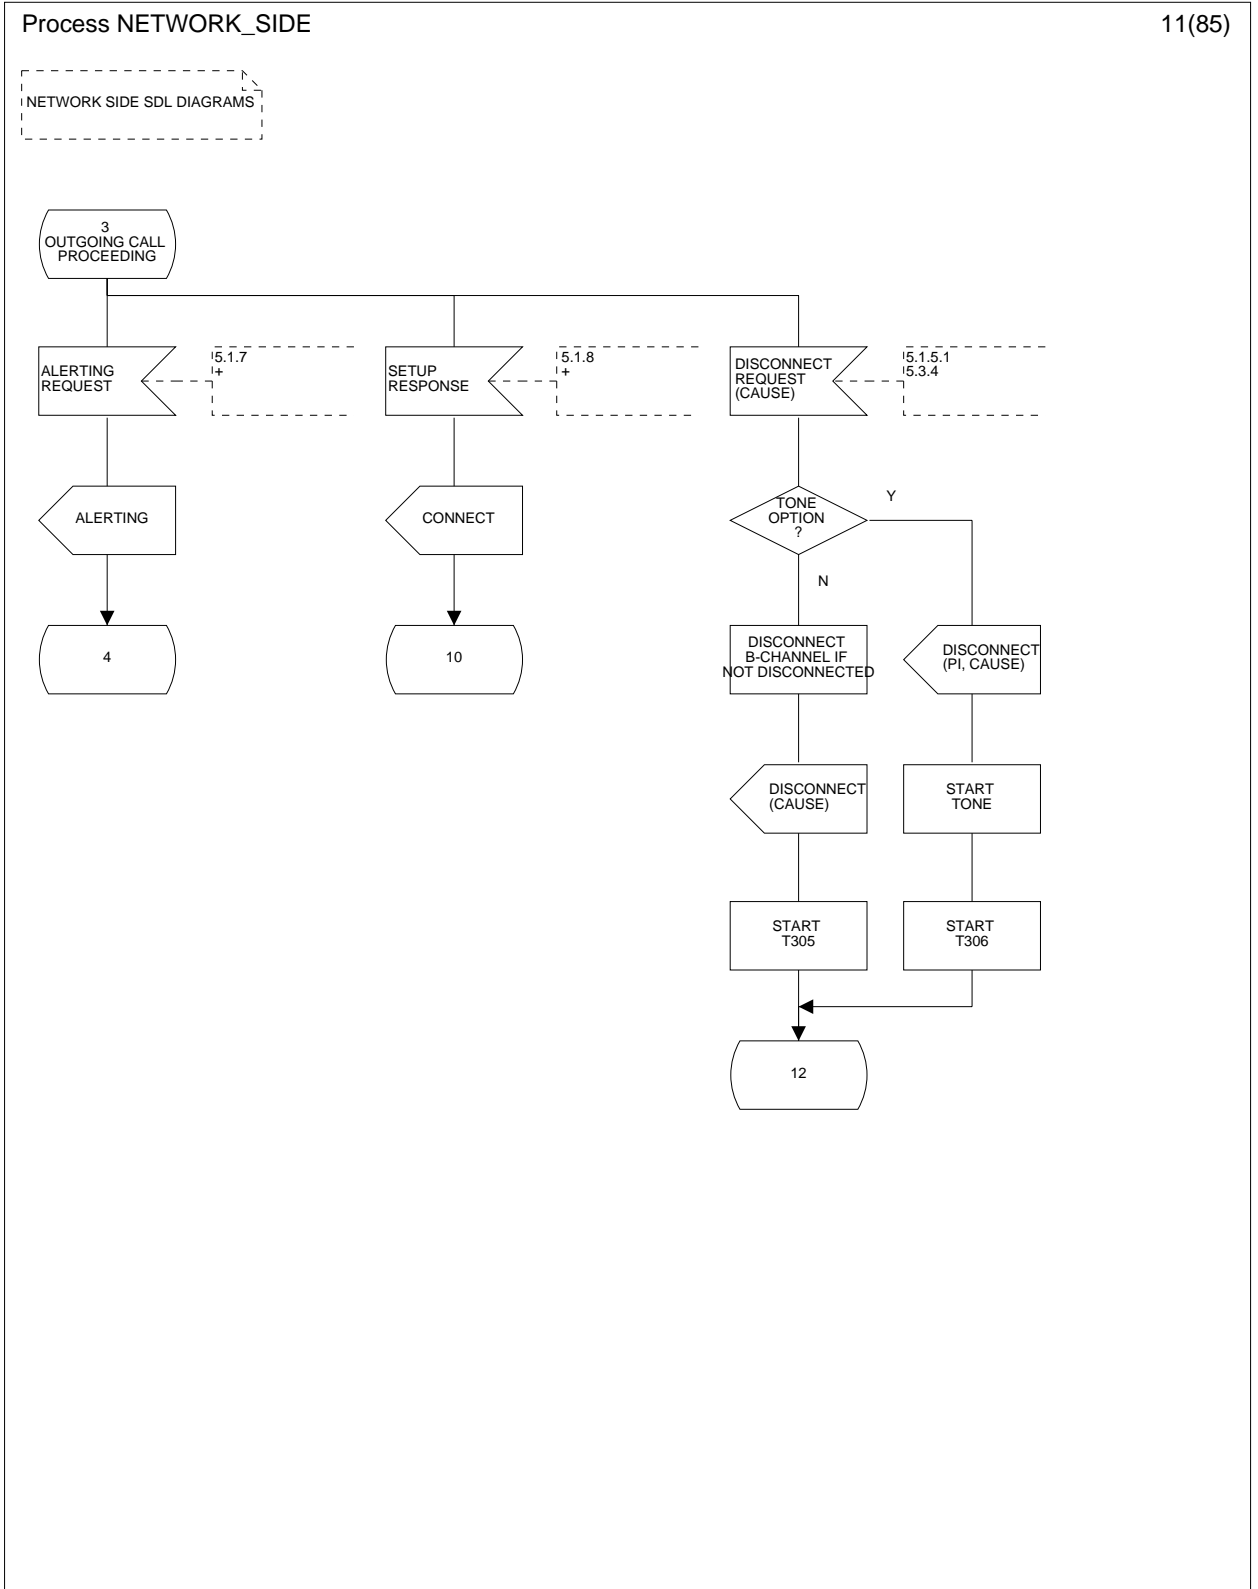 Process NETWORK_SIDE
11(85)
NETWORK SIDE SDL DIAGRAMS
3
OUTGOING CALL
PROCEEDING
ALERTING
REQUEST
5.1.7
+
SETUP
RESPONSE
5.1.8
+
DISCONNECT
REQUEST
(CAUSE)
5.1.5.1
5.3.4
ALERTING
CONNECT
TONE
OPTION
?
Y
N
4
10
DISCONNECT
B-CHANNEL IF
NOT DISCONNECTED
DISCONNECT
(PI, CAUSE)
DISCONNECT
(CAUSE)
START
TONE
START
T305
START
T306
12